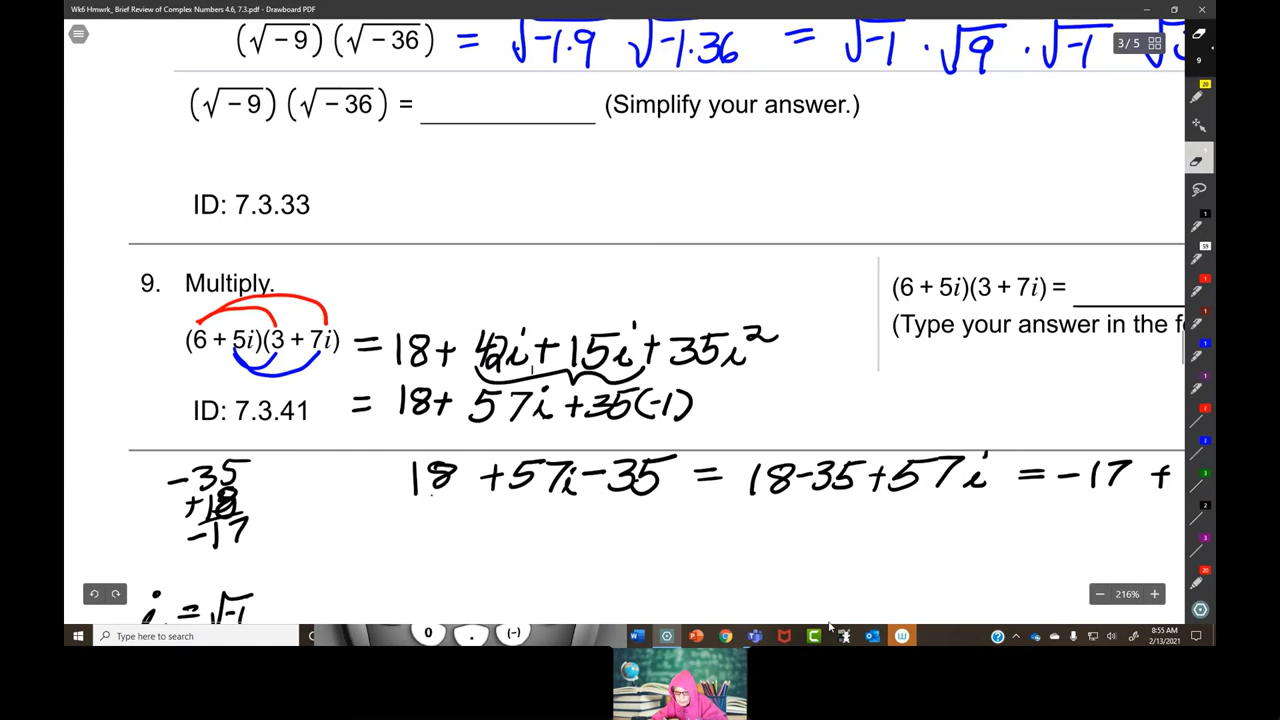 Wk6 Hmwrk_ Brief Review of Complex Numbers 4.6, 7.3.pdf - Drawboard PDF
(√-9) (√-36) = √-1·9 √-1·36 = √-1 · √9 · √-1 √3
3/5
(√-9) (√-36) = __________ (Simplify your answer.)
ID: 7.3.33
9. Multiply.
(6 + 5i)(3 + 7i) = 18 + 42i + 15i + 35i²
= 18 + 57i + 35(-1)
ID: 7.3.41
(6 + 5i)(3 + 7i) = __________
(Type your answer in the f
18 + 57i - 35 = 18 - 35 + 57i = -17 +
-35
+18
-17
i = √-1
216%
Type here to search
0 . (-)
8:55 AM
2/13/2021